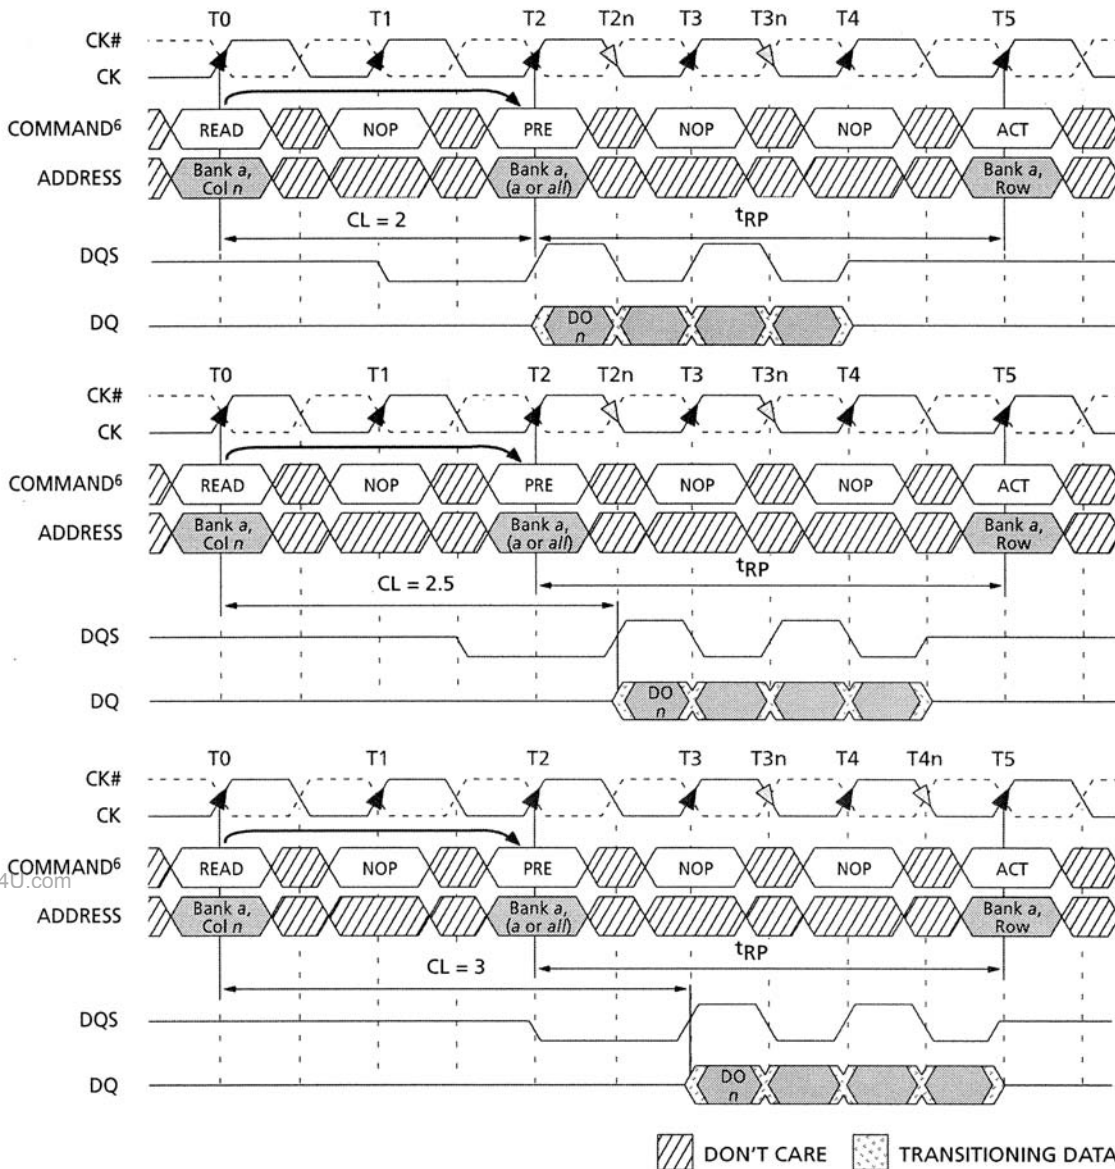 T0 T1 T2 T2n T3 T3n T4 T5
CK#
CK
COMMAND6 READ NOP PRE NOP NOP ACT
ADDRESS Bank a, Col n Bank a, (a or all) Bank a, Row
CL = 2 tRP
DQS
DQ DO n
T0 T1 T2 T2n T3 T3n T4 T5
CK#
CK
COMMAND6 READ NOP PRE NOP NOP ACT
ADDRESS Bank a, Col n Bank a, (a or all) Bank a, Row
CL = 2.5 tRP
DQS
DQ DO n
T0 T1 T2 T3 T3n T4 T4n T5
CK#
CK
COMMAND6 READ NOP PRE NOP NOP ACT
4U.com
ADDRESS Bank a, Col n Bank a, (a or all) Bank a, Row
CL = 3 tRP
DQS
DQ DO n
DON'T CARE TRANSITIONING DATA